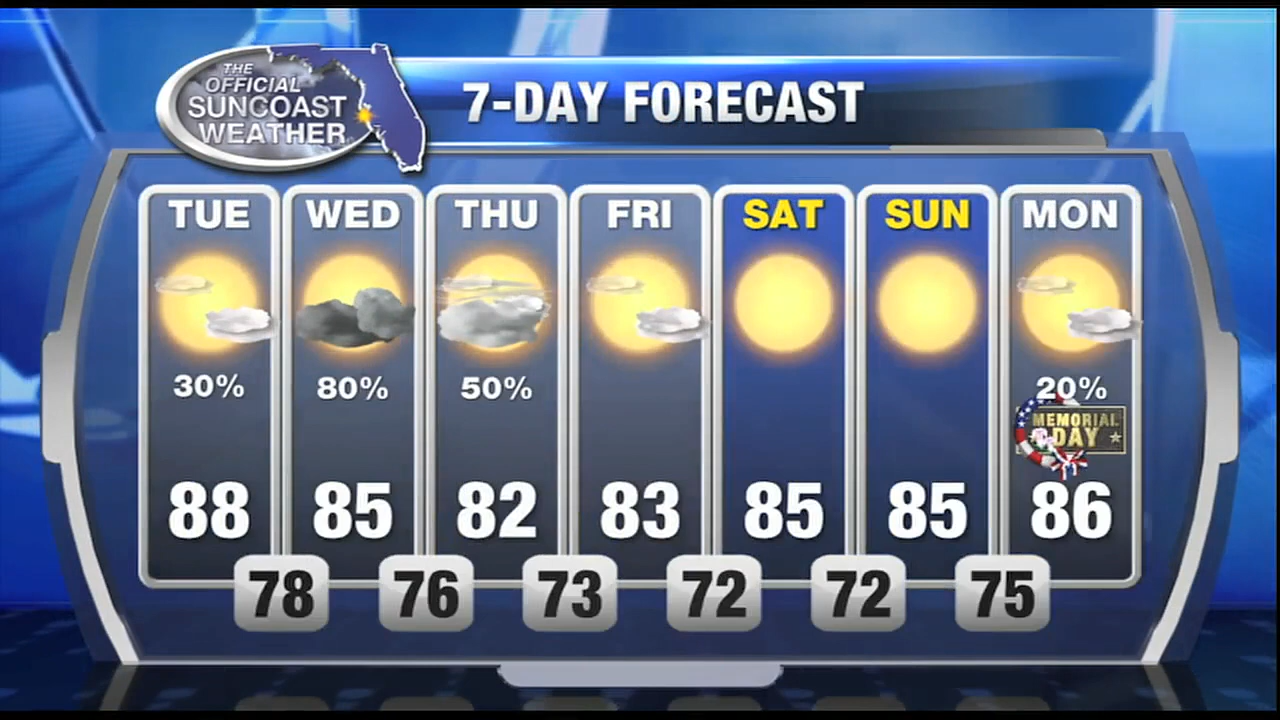 THE
OFFICIAL
SUNCOAST
WEATHER
7-DAY FORECAST
TUE WED THU FRI SAT SUN MON
30% 80% 50% 20%
MEMORIAL
DAY
88 85 82 83 85 85 86
78 76 73 72 72 75